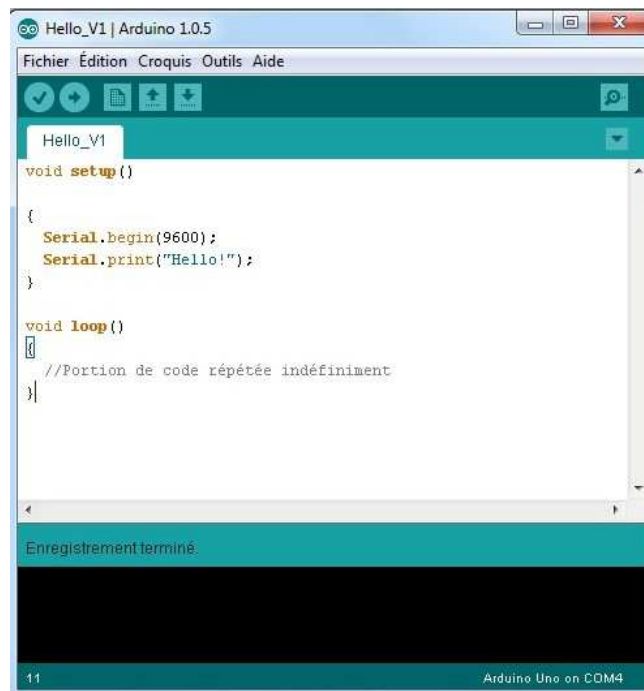 Hello_V1 | Arduino 1.0.5
Fichier Édition Croquis Outils Aide
Hello_V1
void setup()
{
Serial.begin(9600);
Serial.print("Hello!");
}
void loop()
{
//Portion de code répétée indéfiniment
}
Enregistrement terminé.
11 Arduino Uno on COM4